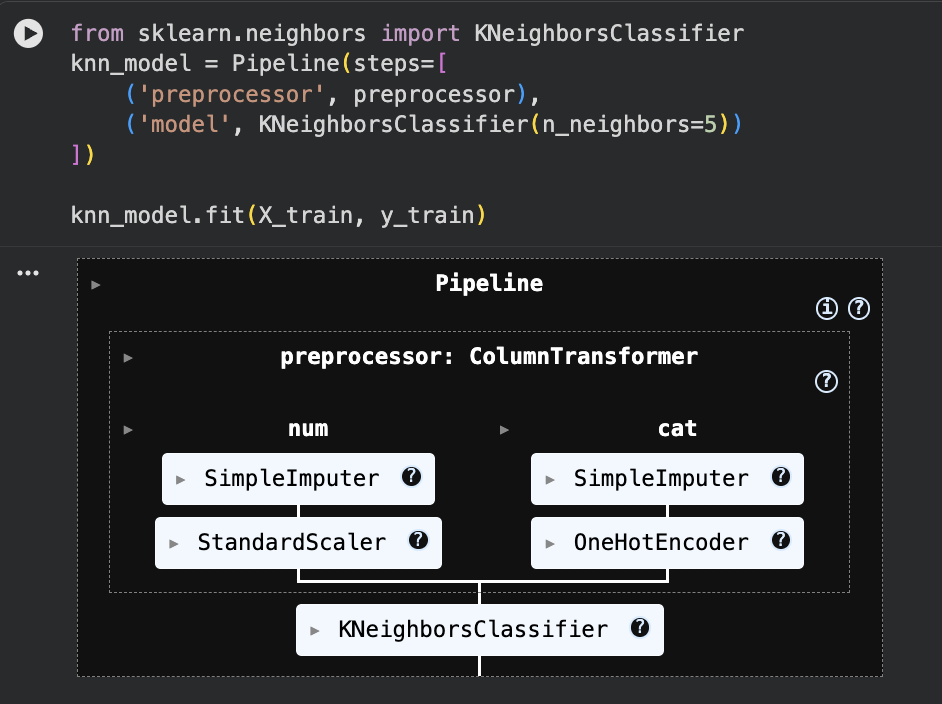 from sklearn.neighbors import KNeighborsClassifier
knn_model = Pipeline(steps=[
    ('preprocessor', preprocessor),
    ('model', KNeighborsClassifier(n_neighbors=5))
])

knn_model.fit(X_train, y_train)
Pipeline
i ?
preprocessor: ColumnTransformer
?
num cat
SimpleImputer ? SimpleImputer ?
StandardScaler ? OneHotEncoder ?
KNeighborsClassifier ?